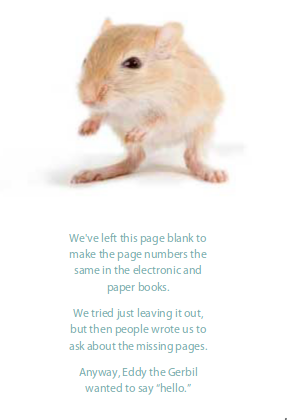 We've left this page blank to
make the page numbers the
same in the electronic and
paper books.
We tried just leaving it out,
but then people wrote us to
ask about the missing pages.
Anyway, Eddy the Gerbil
wanted to say “hello.”